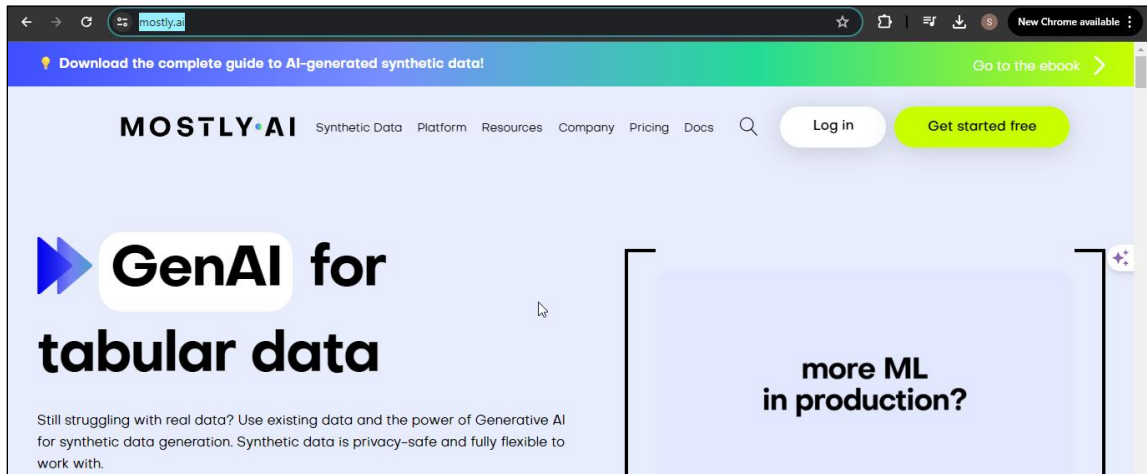 mostly.ai
S
New Chrome available
Download the complete guide to AI-generated synthetic data!
Go to the ebook
MOSTLY·AI
Synthetic Data
Platform
Resources
Company
Pricing
Docs
Log in
Get started free
GenAI for
tabular data
Still struggling with real data? Use existing data and the power of Generative AI
for synthetic data generation. Synthetic data is privacy-safe and fully flexible to
work with.
more ML
in production?